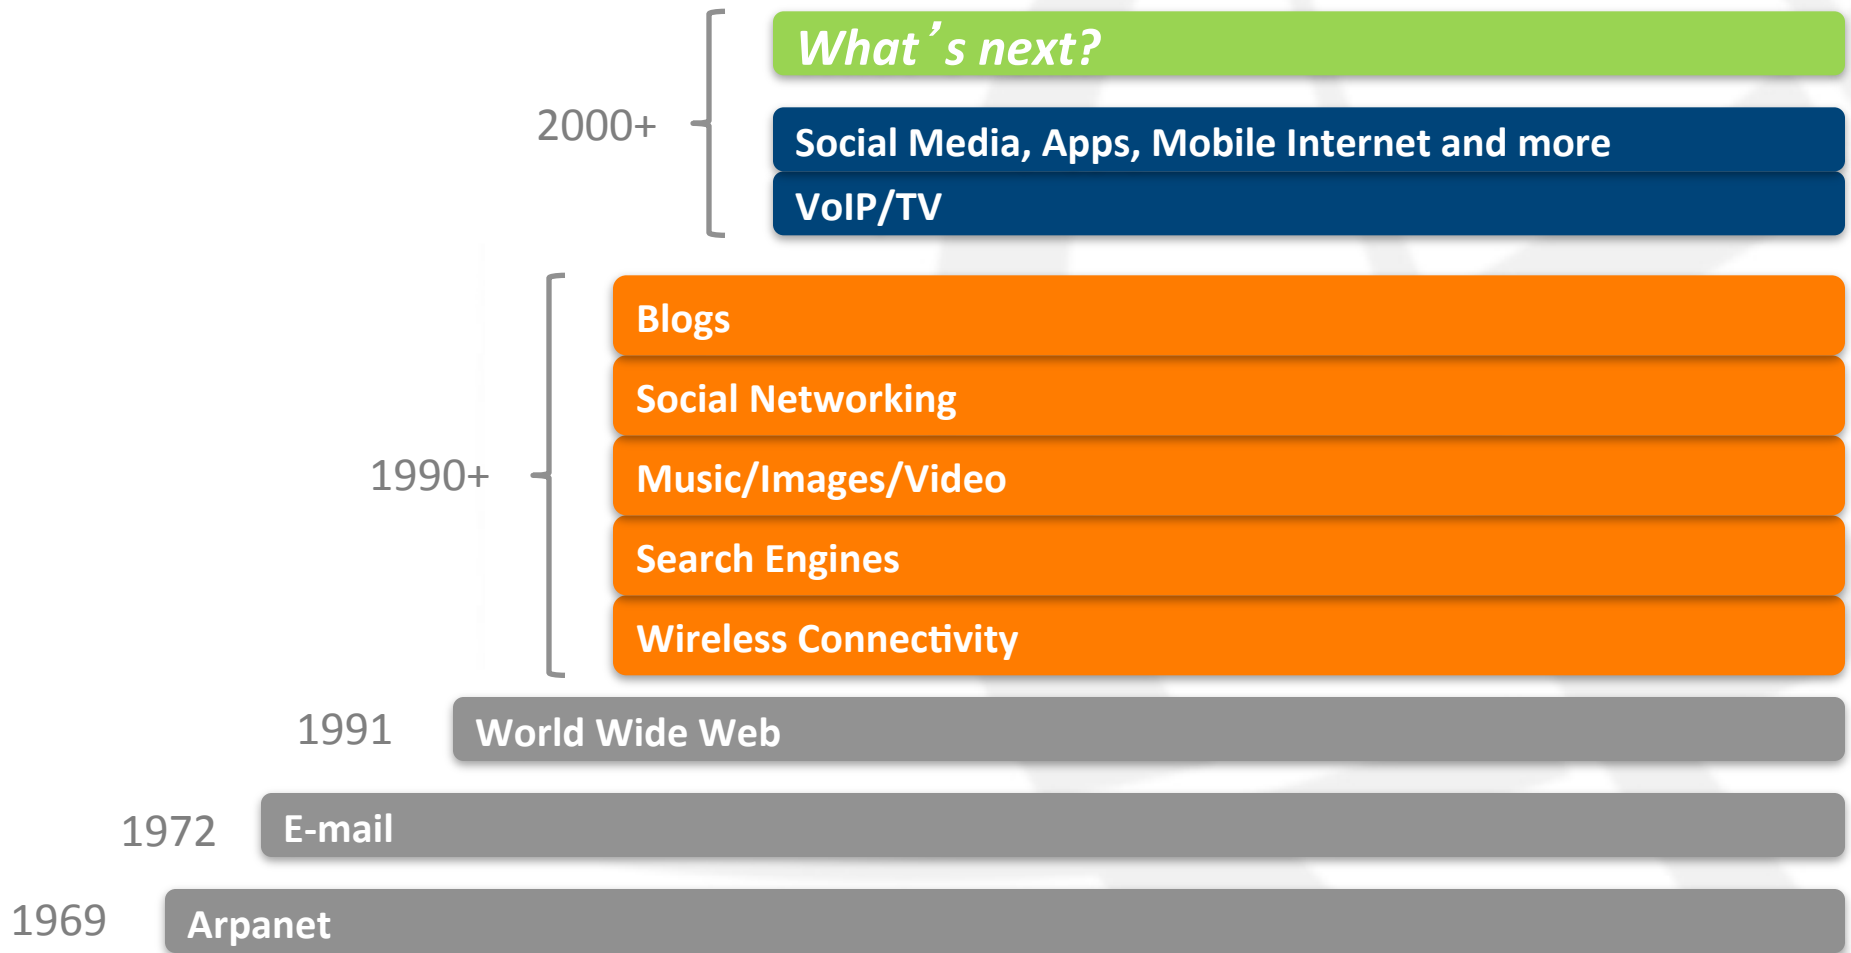 What's next?
2000+
Social Media, Apps, Mobile Internet and more
VoIP/TV
Blogs
Social Networking
1990+
Music/Images/Video
Search Engines
Wireless Connectivity
1991
World Wide Web
1972
E-mail
1969
Arpanet